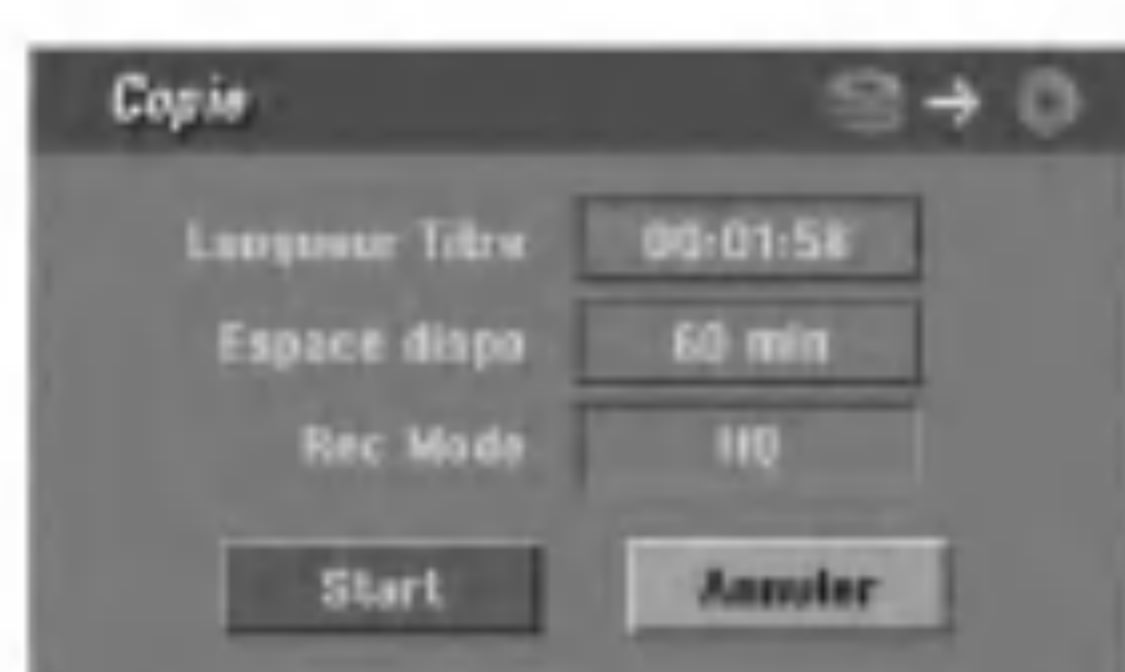 Copie
Longueur Titre 00:01:58
Espace dispo 60 min
Rec Mode HQ
Start Annuler